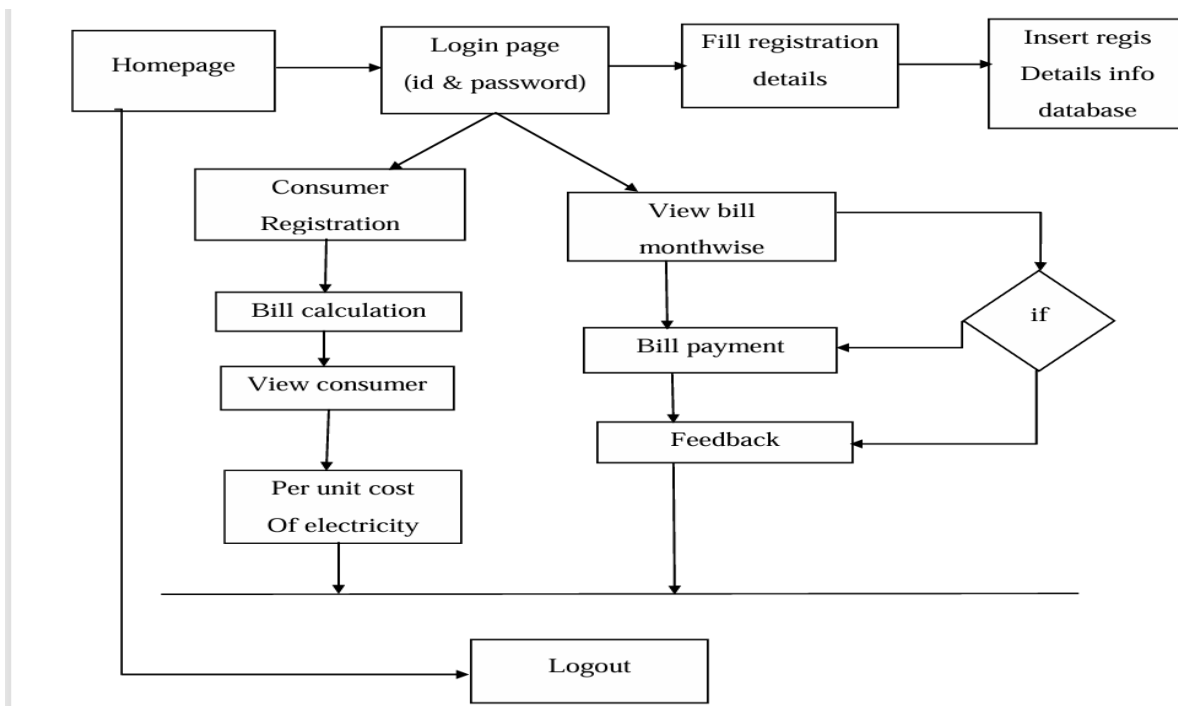 Homepage
Login page
(id & password)
Fill registration
details
Insert regis
Details info
database
Consumer
Registration
View bill
monthwise
Bill calculation
if
Bill payment
View consumer
Feedback
Per unit cost
Of electricity
Logout